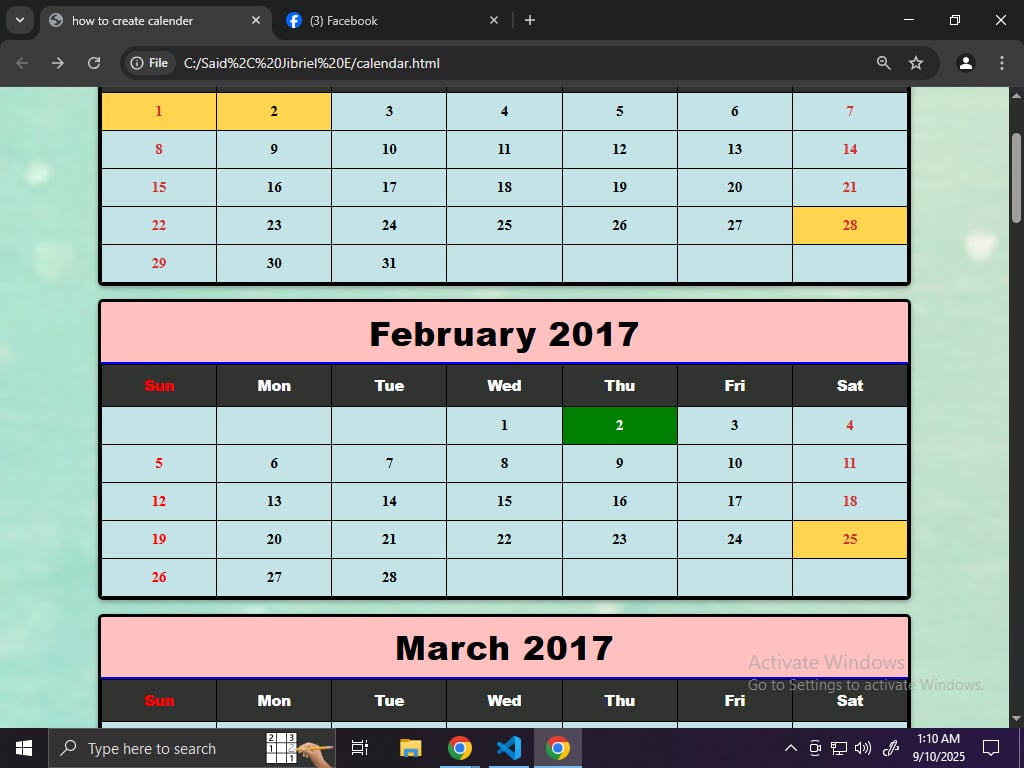 how to create calender
(3) Facebook
File C:/Said%2C%20Jibriel%20E/calendar.html
1 2 3 4 5 6 7
8 9 10 11 12 13 14
15 16 17 18 19 20 21
22 23 24 25 26 27 28
29 30 31
February 2017
Sun Mon Tue Wed Thu Fri Sat
1 2 3 4
5 6 7 8 9 10 11
12 13 14 15 16 17 18
19 20 21 22 23 24 25
26 27 28
March 2017
Sun Mon Tue Wed Thu Fri Sat
Activate Windows
Go to Settings to activate Windows.
Type here to search
2 3
1 2
1
1:10 AM
9/10/2025